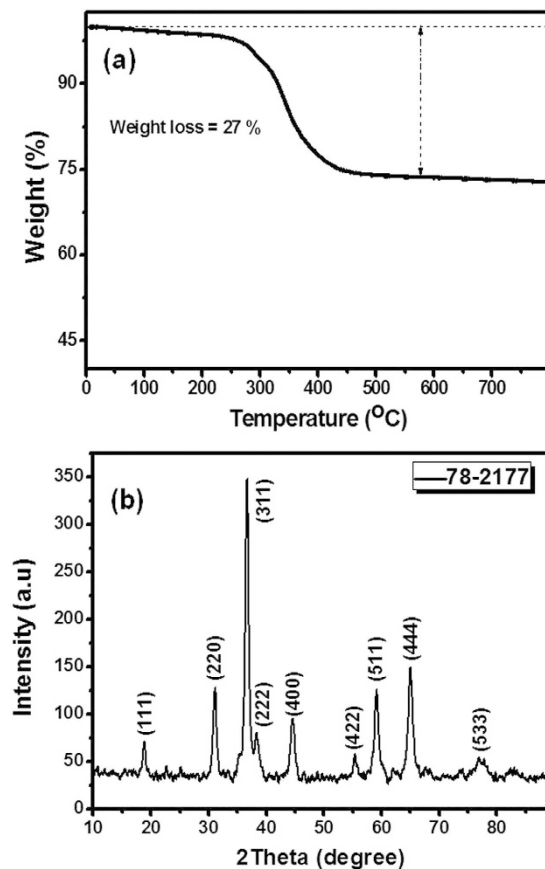 (a)
Weight loss = 27 %
Weight (%)
90
75
60
45
0 100 200 300 400 500 600 700
Temperature (OC)
(b)
78-2177
Intensity (a.u)
350
300
250
200
150
100
50
0
(111)
(220)
(311)
(222)
(400)
(422)
(511)
(444)
(533)
10 20 30 40 50 60 70 80
2Theta (degree)